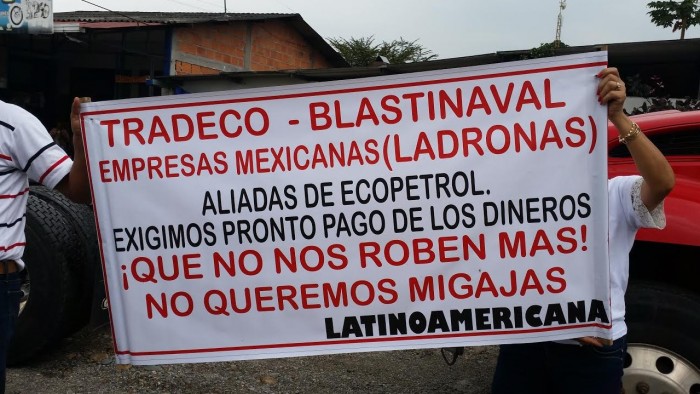 TRADECO - BLASTINAVAL
EMPRESAS MEXICANAS(LADRONAS)
ALIADAS DE ECOPETROL.
EXIGIMOS PRONTO PAGO DE LOS DINEROS
¡QUE NO NOS ROBEN MAS!
NO QUEREMOS MIGAJAS
LATINOAMERICANA